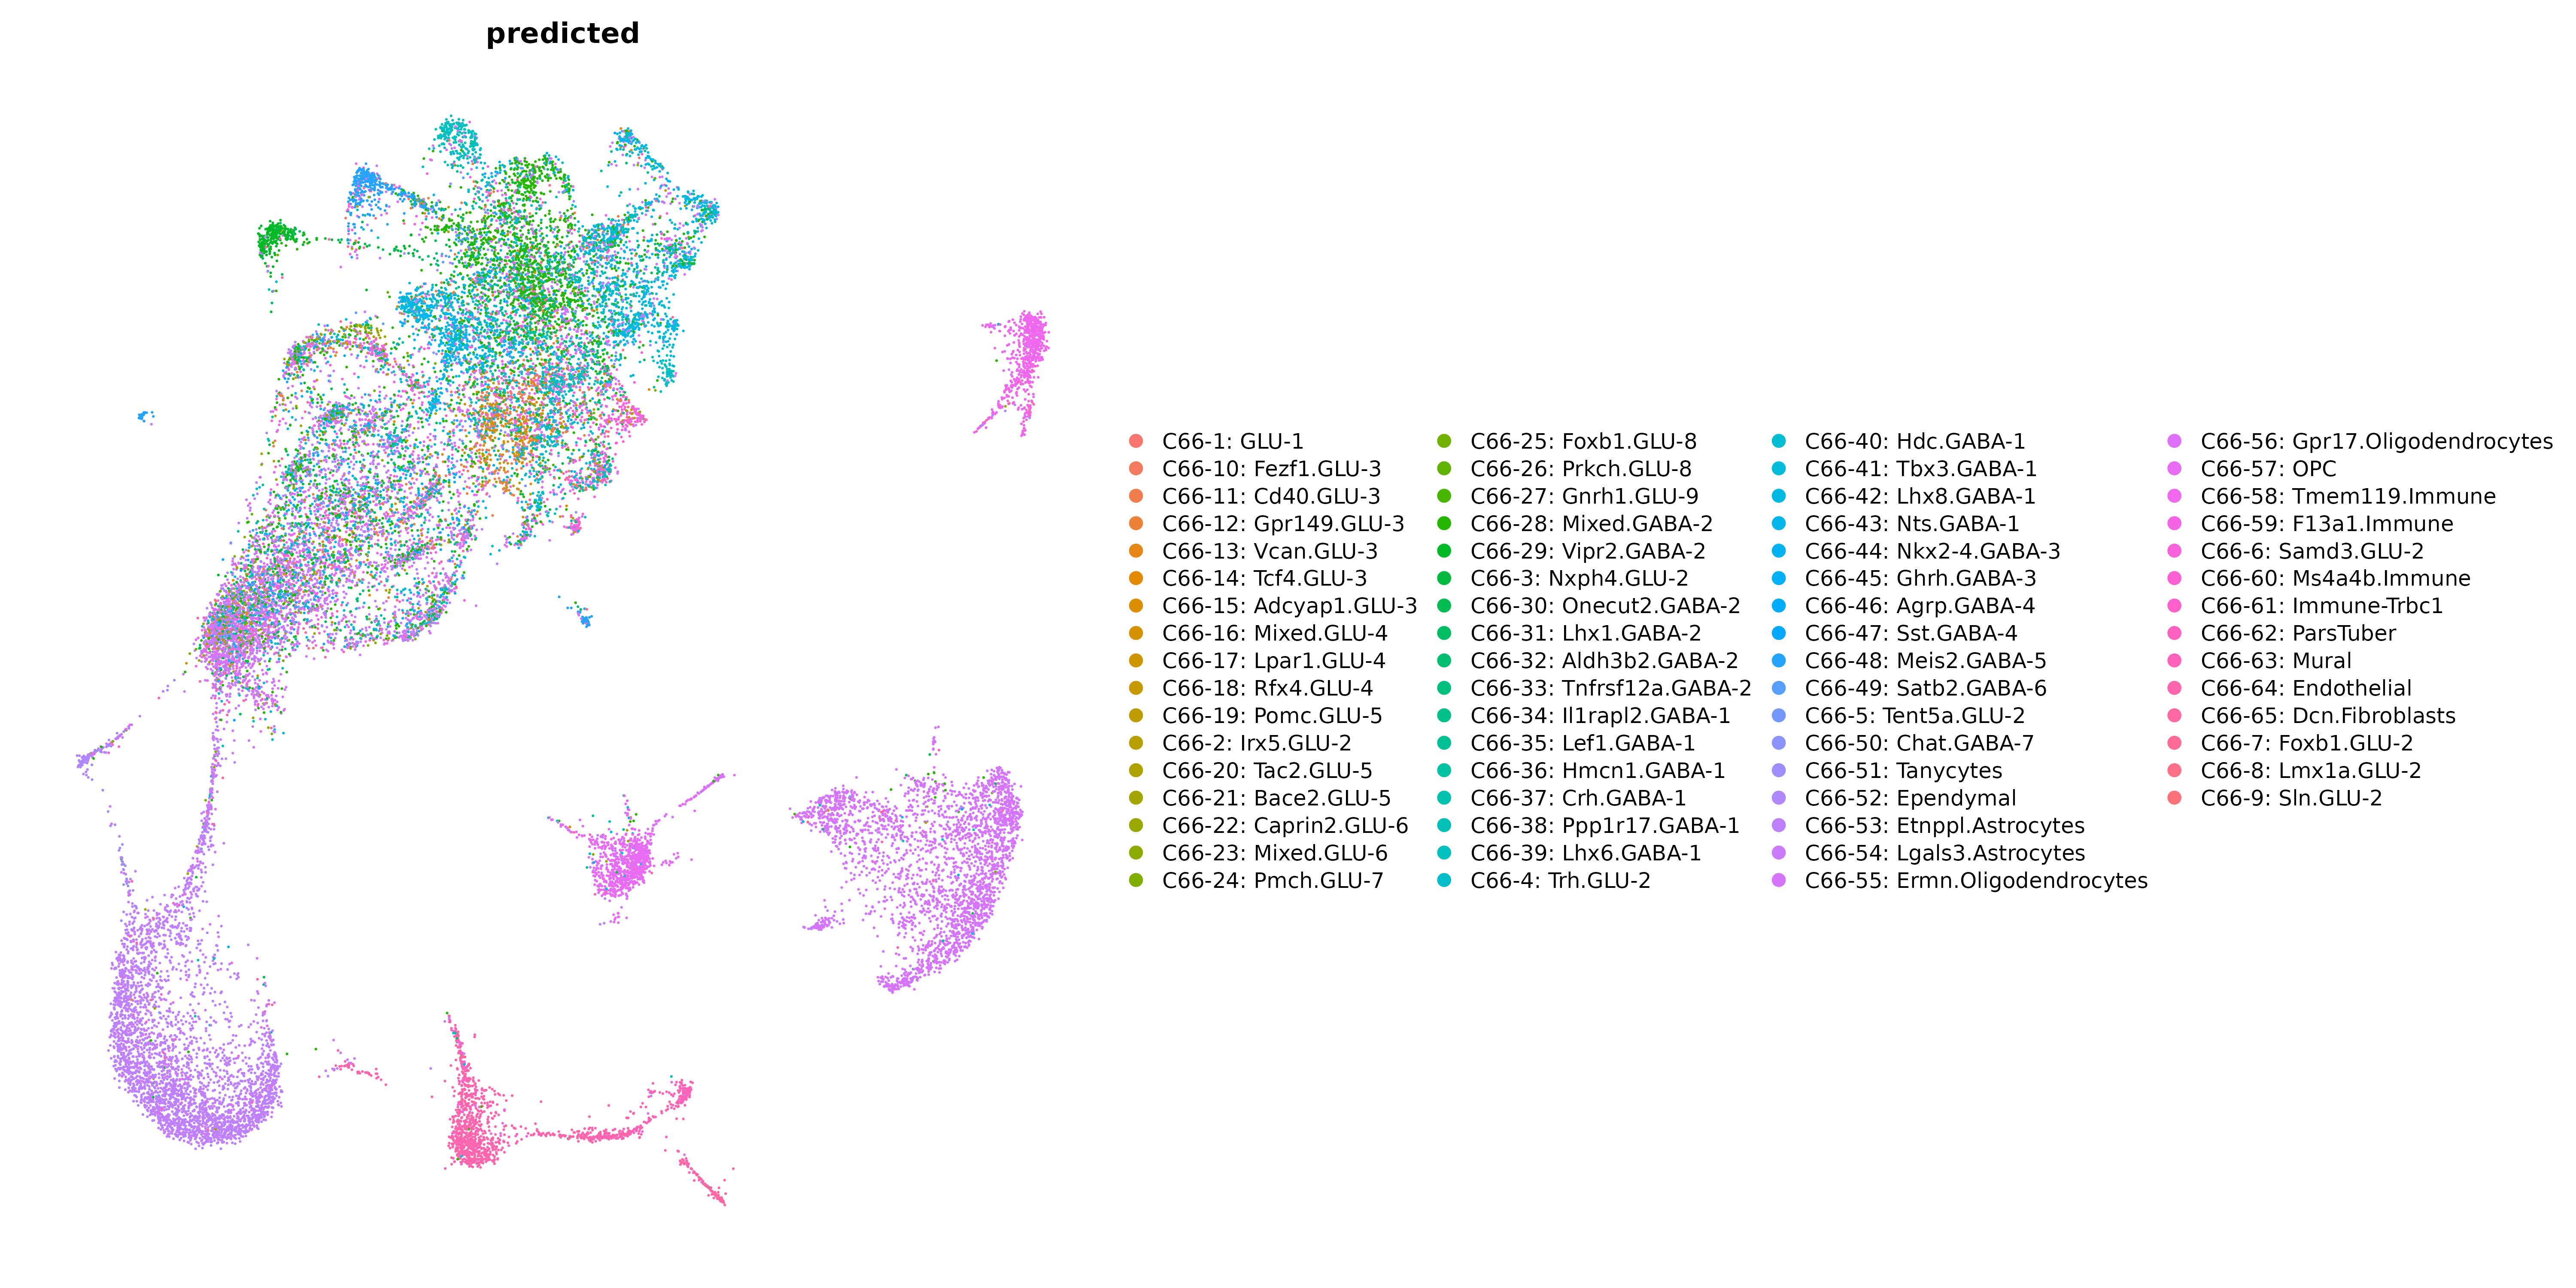 predicted
C66-1: GLU-1
C66-10: Fezf1.GLU-3
C66-11: Cd40.GLU-3
C66-12: Gpr149.GLU-3
C66-13: Vcan.GLU-3
C66-14: Tcf4.GLU-3
C66-15: Adcyap1.GLU-3
C66-16: Mixed.GLU-4
C66-17: Lpar1.GLU-4
C66-18: Rfx4.GLU-4
C66-19: Pomc.GLU-5
C66-2: Irx5.GLU-2
C66-20: Tac2.GLU-5
C66-21: Bace2.GLU-5
C66-22: Caprin2.GLU-6
C66-23: Mixed.GLU-6
C66-24: Pmch.GLU-7
C66-25: Foxb1.GLU-8
C66-26: Prkch.GLU-8
C66-27: Gnrh1.GLU-9
C66-28: Mixed.GABA-2
C66-29: Vipr2.GABA-2
C66-3: Nxph4.GLU-2
C66-30: Onecut2.GABA-2
C66-31: Lhx1.GABA-2
C66-32: Aldh3b2.GABA-2
C66-33: Tnfrsf12a.GABA-2
C66-34: Il1rapl2.GABA-1
C66-35: Lef1.GABA-1
C66-36: Hmcn1.GABA-1
C66-37: Crh.GABA-1
C66-38: Ppp1r17.GABA-1
C66-39: Lhx6.GABA-1
C66-4: Trh.GLU-2
C66-40: Hdc.GABA-1
C66-41: Tbx3.GABA-1
C66-42: Lhx8.GABA-1
C66-43: Nts.GABA-1
C66-44: Nkx2-4.GABA-3
C66-45: Ghrh.GABA-3
C66-46: Agrp.GABA-4
C66-47: Sst.GABA-4
C66-48: Meis2.GABA-5
C66-49: Satb2.GABA-6
C66-5: Tent5a.GLU-2
C66-50: Chat.GABA-7
C66-51: Tanycytes
C66-52: Ependymal
C66-53: Etnppl.Astrocytes
C66-54: Lgals3.Astrocytes
C66-55: Ermn.Oligodendrocytes
C66-56: Gpr17.Oligodendrocytes
C66-57: OPC
C66-58: Tmem119.Immune
C66-59: F13a1.Immune
C66-6: Samd3.GLU-2
C66-60: Ms4a4b.Immune
C66-61: Immune-Trbc1
C66-62: ParsTuber
C66-63: Mural
C66-64: Endothelial
C66-65: Dcn.Fibroblasts
C66-7: Foxb1.GLU-2
C66-8: Lmx1a.GLU-2
C66-9: Sln.GLU-2